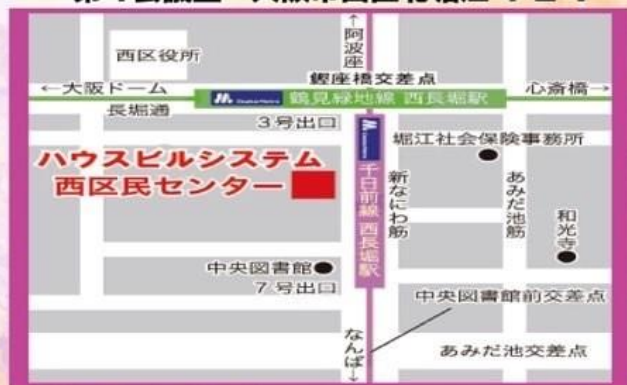 ↑阿波座
西区役所
鰹座橋交差点
←大阪ドーム
心斎橋→
Osaka Metro 鶴見緑地線 西長堀駅
長堀通
3号出口
堀江社会保険事務所
ハウスビルシステム
西区民センター
千日前線 西長堀駅
新なにわ筋
あみだ池筋
和光寺
中央図書館
7号出口
中央図書館前交差点
なんば↓
あみだ池交差点